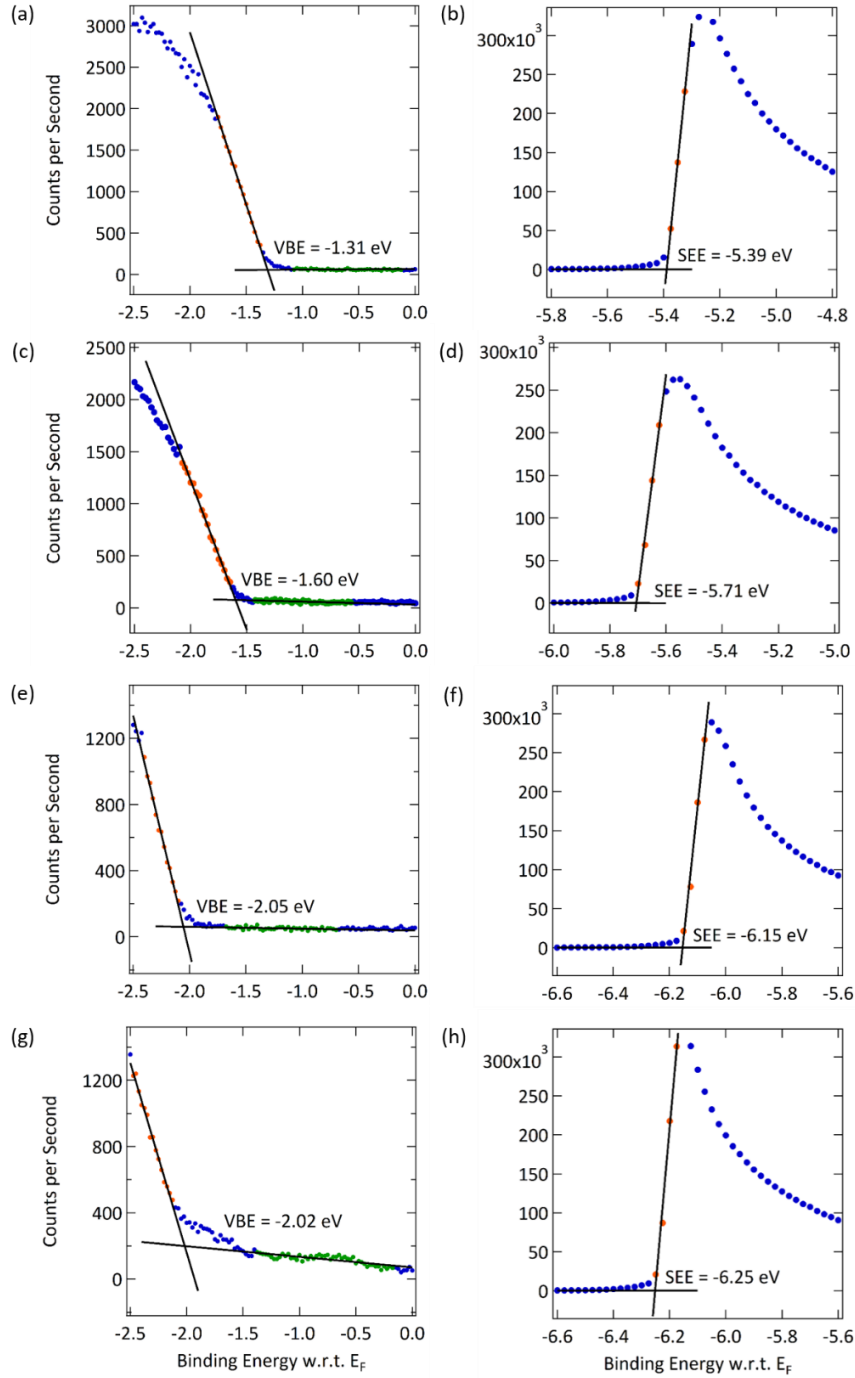 (a)
3000
2500
2000
1500
1000
500
0
Counts per Second
VBE = -1.31 eV
-2.5 -2.0 -1.5 -1.0 -0.5 0.0
(b)
300x10³
250
200
150
100
50
0
SEE = -5.39 eV
-5.8 -5.6 -5.4 -5.2 -5.0 -4.8
(c)
2500
2000
1500
1000
500
0
Counts per Second
VBE = -1.60 eV
-2.5 -2.0 -1.5 -1.0 -0.5 0.0
(d)
300x10³
250
200
150
100
50
0
SEE = -5.71 eV
-6.0 -5.8 -5.6 -5.4 -5.2 -5.0
(e)
1200
800
400
0
Counts per Second
VBE = -2.05 eV
-2.5 -2.0 -1.5 -1.0 -0.5 0.0
(f)
300x10³
250
200
150
100
50
0
SEE = -6.15 eV
-6.6 -6.4 -6.2 -6.0 -5.8 -5.6
(g)
1200
800
400
0
Counts per Second
VBE = -2.02 eV
-2.5 -2.0 -1.5 -1.0 -0.5 0.0
Binding Energy w.r.t. E_F
(h)
300x10³
250
200
150
100
50
0
SEE = -6.25 eV
-6.6 -6.4 -6.2 -6.0 -5.8 -5.6
Binding Energy w.r.t. E_F